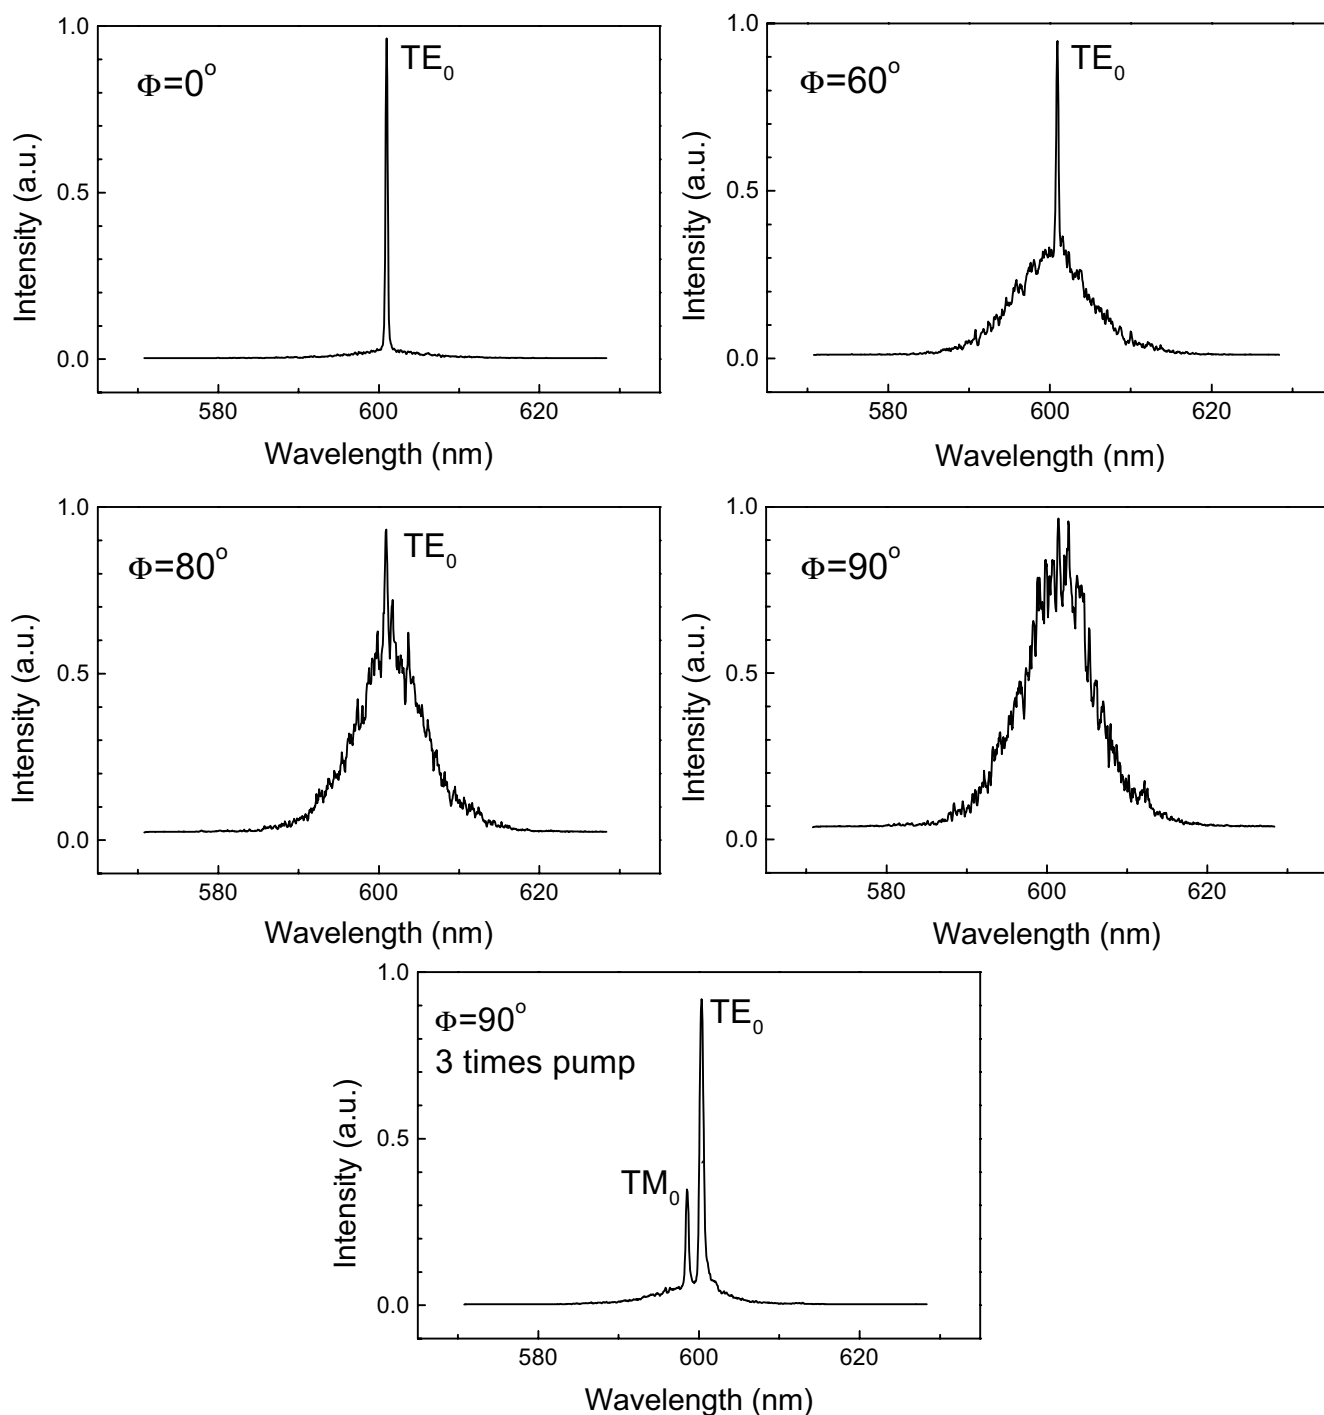 Φ=0°
TE₀
Intensity (a.u.)
1.0
0.5
0.0
580
600
620
Wavelength (nm)
Φ=60°
TE₀
Intensity (a.u.)
1.0
0.5
0.0
580
600
620
Wavelength (nm)
Φ=80°
TE₀
Intensity (a.u.)
1.0
0.5
0.0
580
600
620
Wavelength (nm)
Φ=90°
Intensity (a.u.)
1.0
0.5
0.0
580
600
620
Wavelength (nm)
Φ=90°
3 times pump
TE₀
TM₀
Intensity (a.u.)
1.0
0.5
0.0
580
600
620
Wavelength (nm)